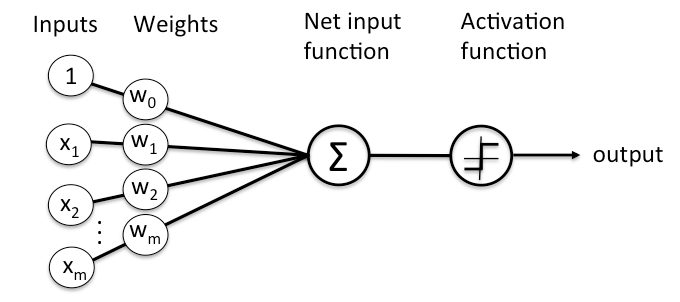 Inputs Weights Net input function Activation function
1
w0
x1 w1
x2 w2
⋮
xm wm
Σ
output